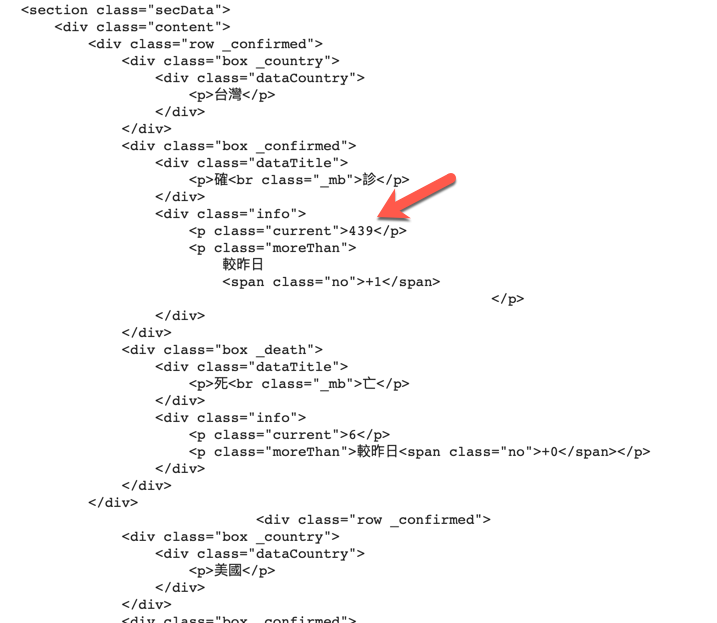 <section class="secData">
<div class="content">
<div class="row _confirmed">
<div class="box _country">
<div class="dataCountry">
<p>台灣</p>
</div>
</div>
<div class="box _confirmed">
<div class="dataTitle">
<p>確<br class="_mb">診</p>
</div>
<div class="info">
<p class="current">439</p>
<p class="moreThan">
較昨日
<span class="no">+1</span>
</p>
</div>
</div>
<div class="box _death">
<div class="dataTitle">
<p>死<br class="_mb">亡</p>
</div>
<div class="info">
<p class="current">6</p>
<p class="moreThan">較昨日<span class="no">+0</span></p>
</div>
</div>
</div>
<div class="row _confirmed">
<div class="box _country">
<div class="dataCountry">
<p>美國</p>
</div>
</div>
<div class="box _confirmed">